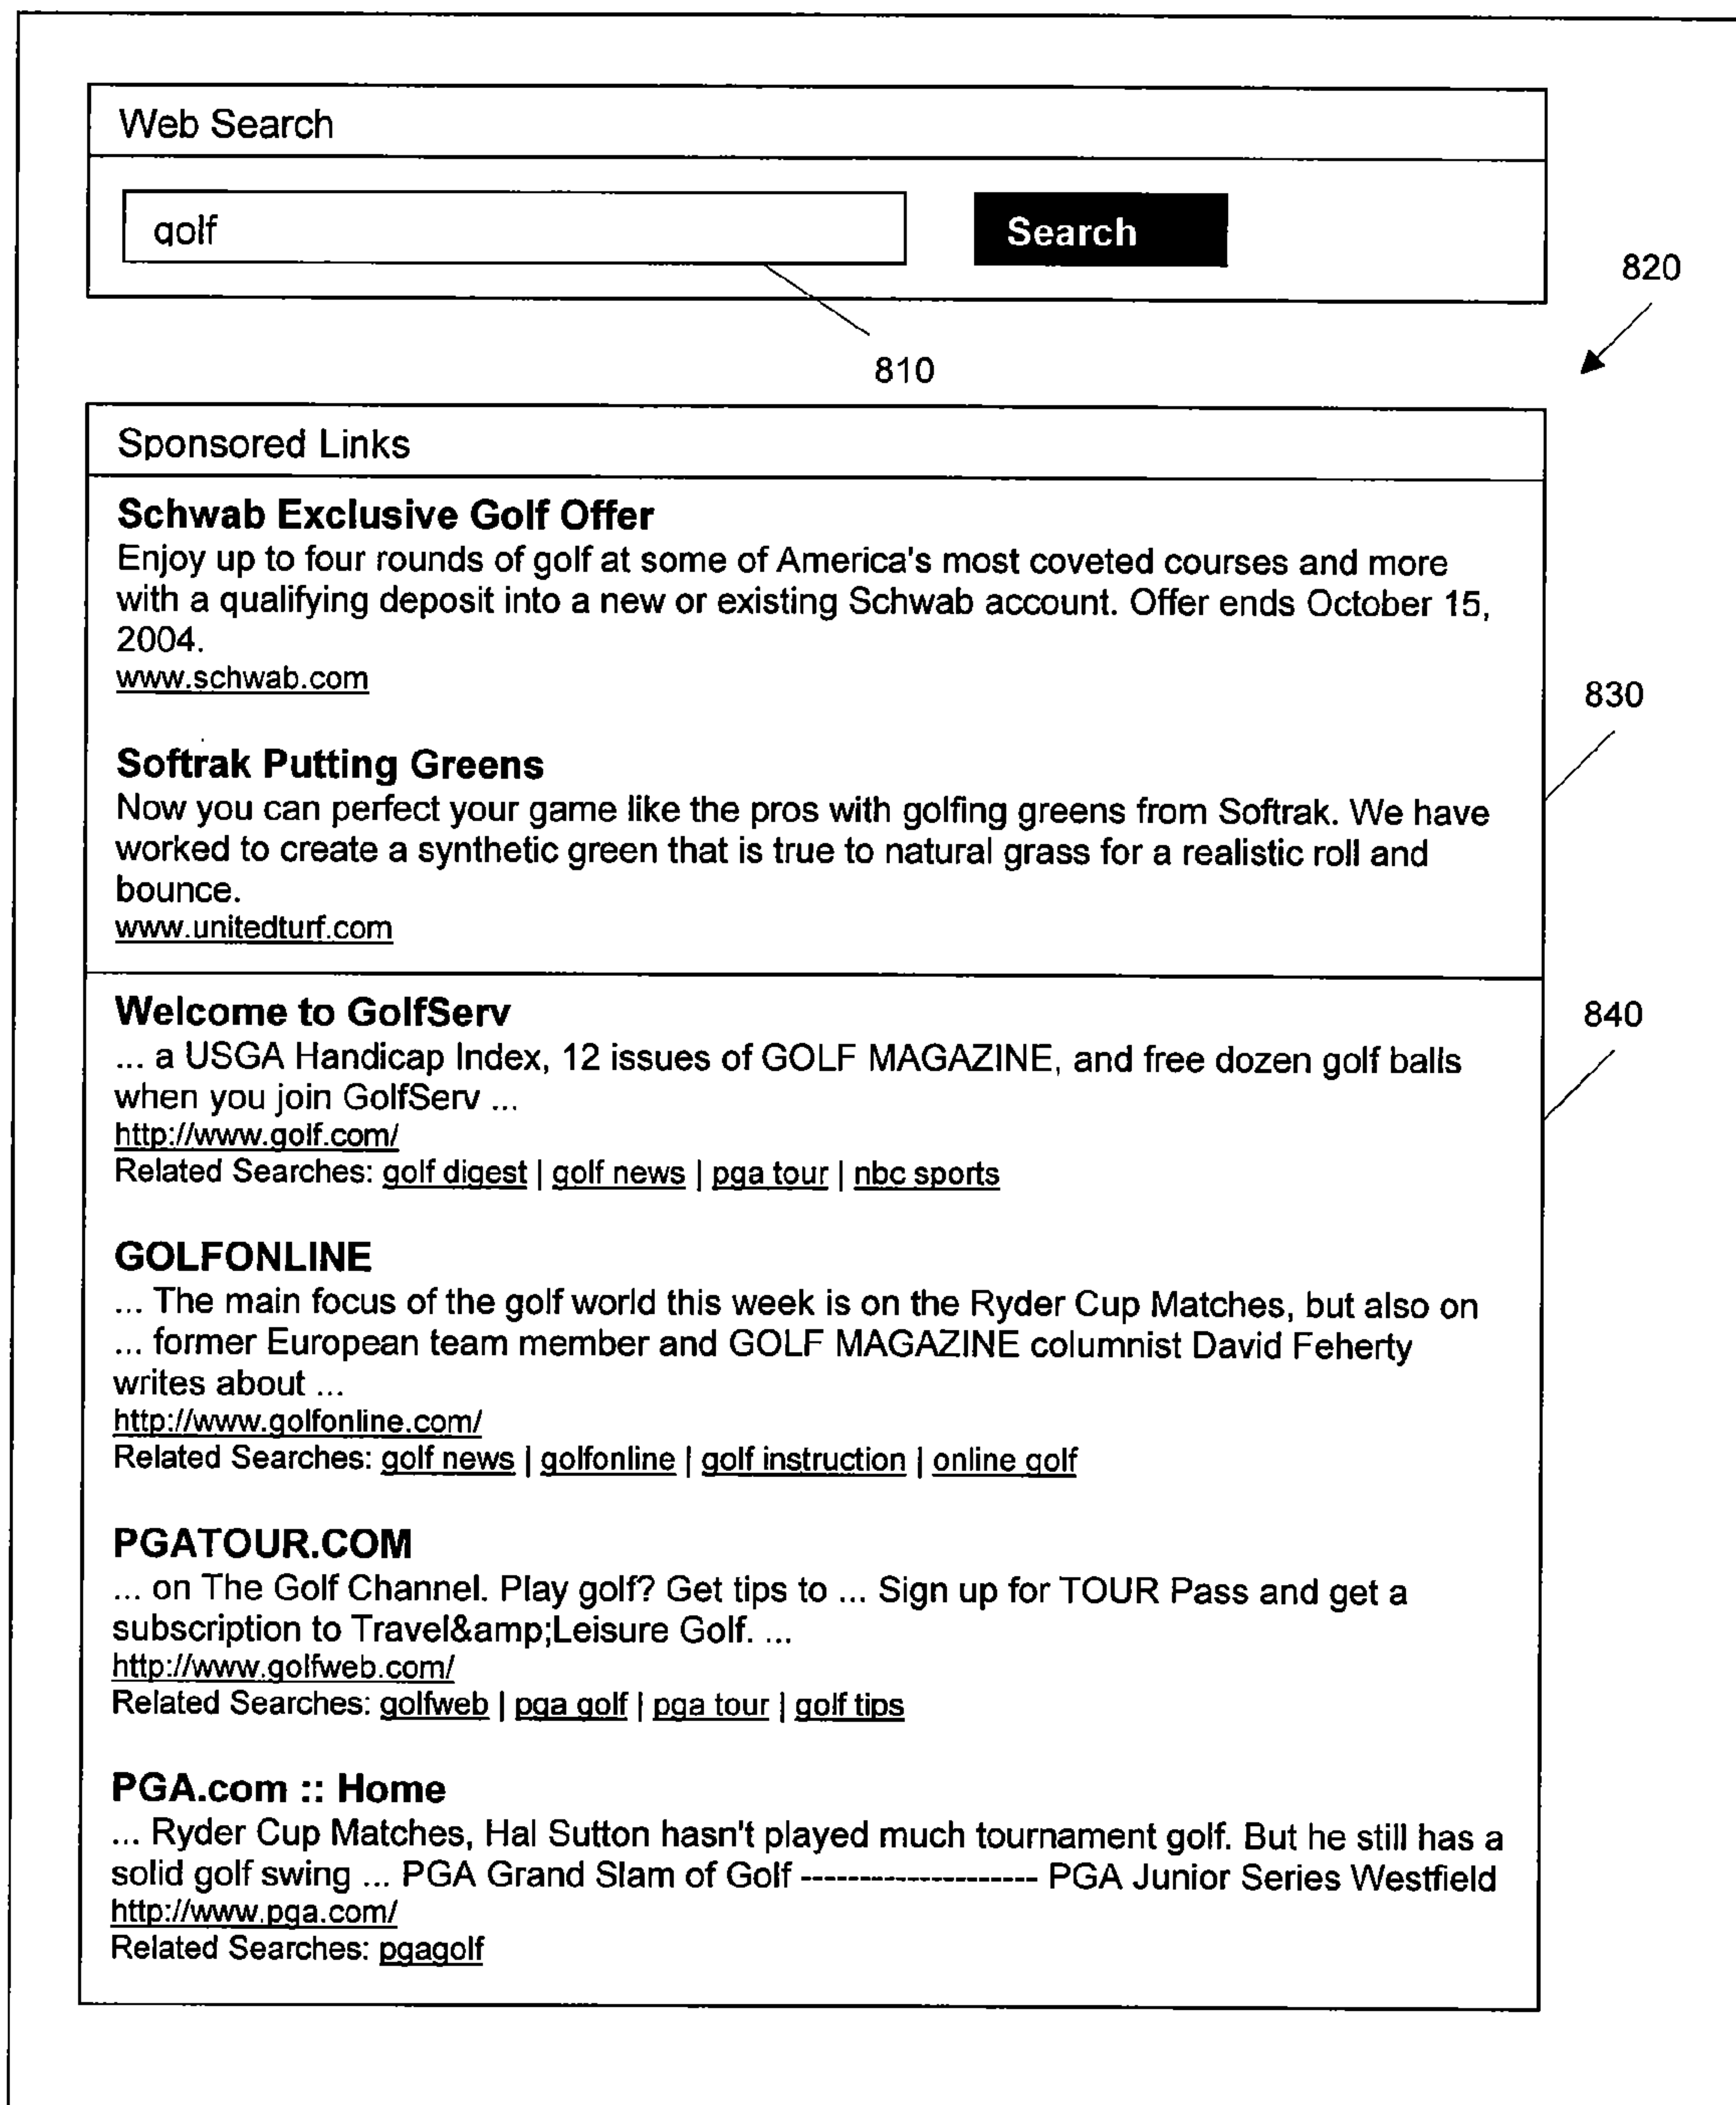 Web Search
golf
Search
820
810
Sponsored Links
Schwab Exclusive Golf Offer
Enjoy up to four rounds of golf at some of America's most coveted courses and more
with a qualifying deposit into a new or existing Schwab account. Offer ends October 15,
2004.
www.schwab.com
830
Softrak Putting Greens
Now you can perfect your game like the pros with golfing greens from Softrak. We have
worked to create a synthetic green that is true to natural grass for a realistic roll and
bounce.
www.unitedturf.com
Welcome to GolfServ
840
... a USGA Handicap Index, 12 issues of GOLF MAGAZINE, and free dozen golf balls
when you join GolfServ ...
http://www.golf.com/
Related Searches: golf digest | golf news | pga tour | nbc sports
GOLFONLINE
... The main focus of the golf world this week is on the Ryder Cup Matches, but also on
... former European team member and GOLF MAGAZINE columnist David Feherty
writes about ...
http://www.golfonline.com/
Related Searches: golf news | golfonline | golf instruction | online golf
PGATOUR.COM
... on The Golf Channel. Play golf? Get tips to ... Sign up for TOUR Pass and get a
subscription to Travel&amp;Leisure Golf. ...
http://www.golfweb.com/
Related Searches: golfweb | pga golf | pga tour | golf tips
PGA.com :: Home
... Ryder Cup Matches, Hal Sutton hasn't played much tournament golf. But he still has a
solid golf swing ... PGA Grand Slam of Golf -------------------- PGA Junior Series Westfield
http://www.pga.com/
Related Searches: pgagolf